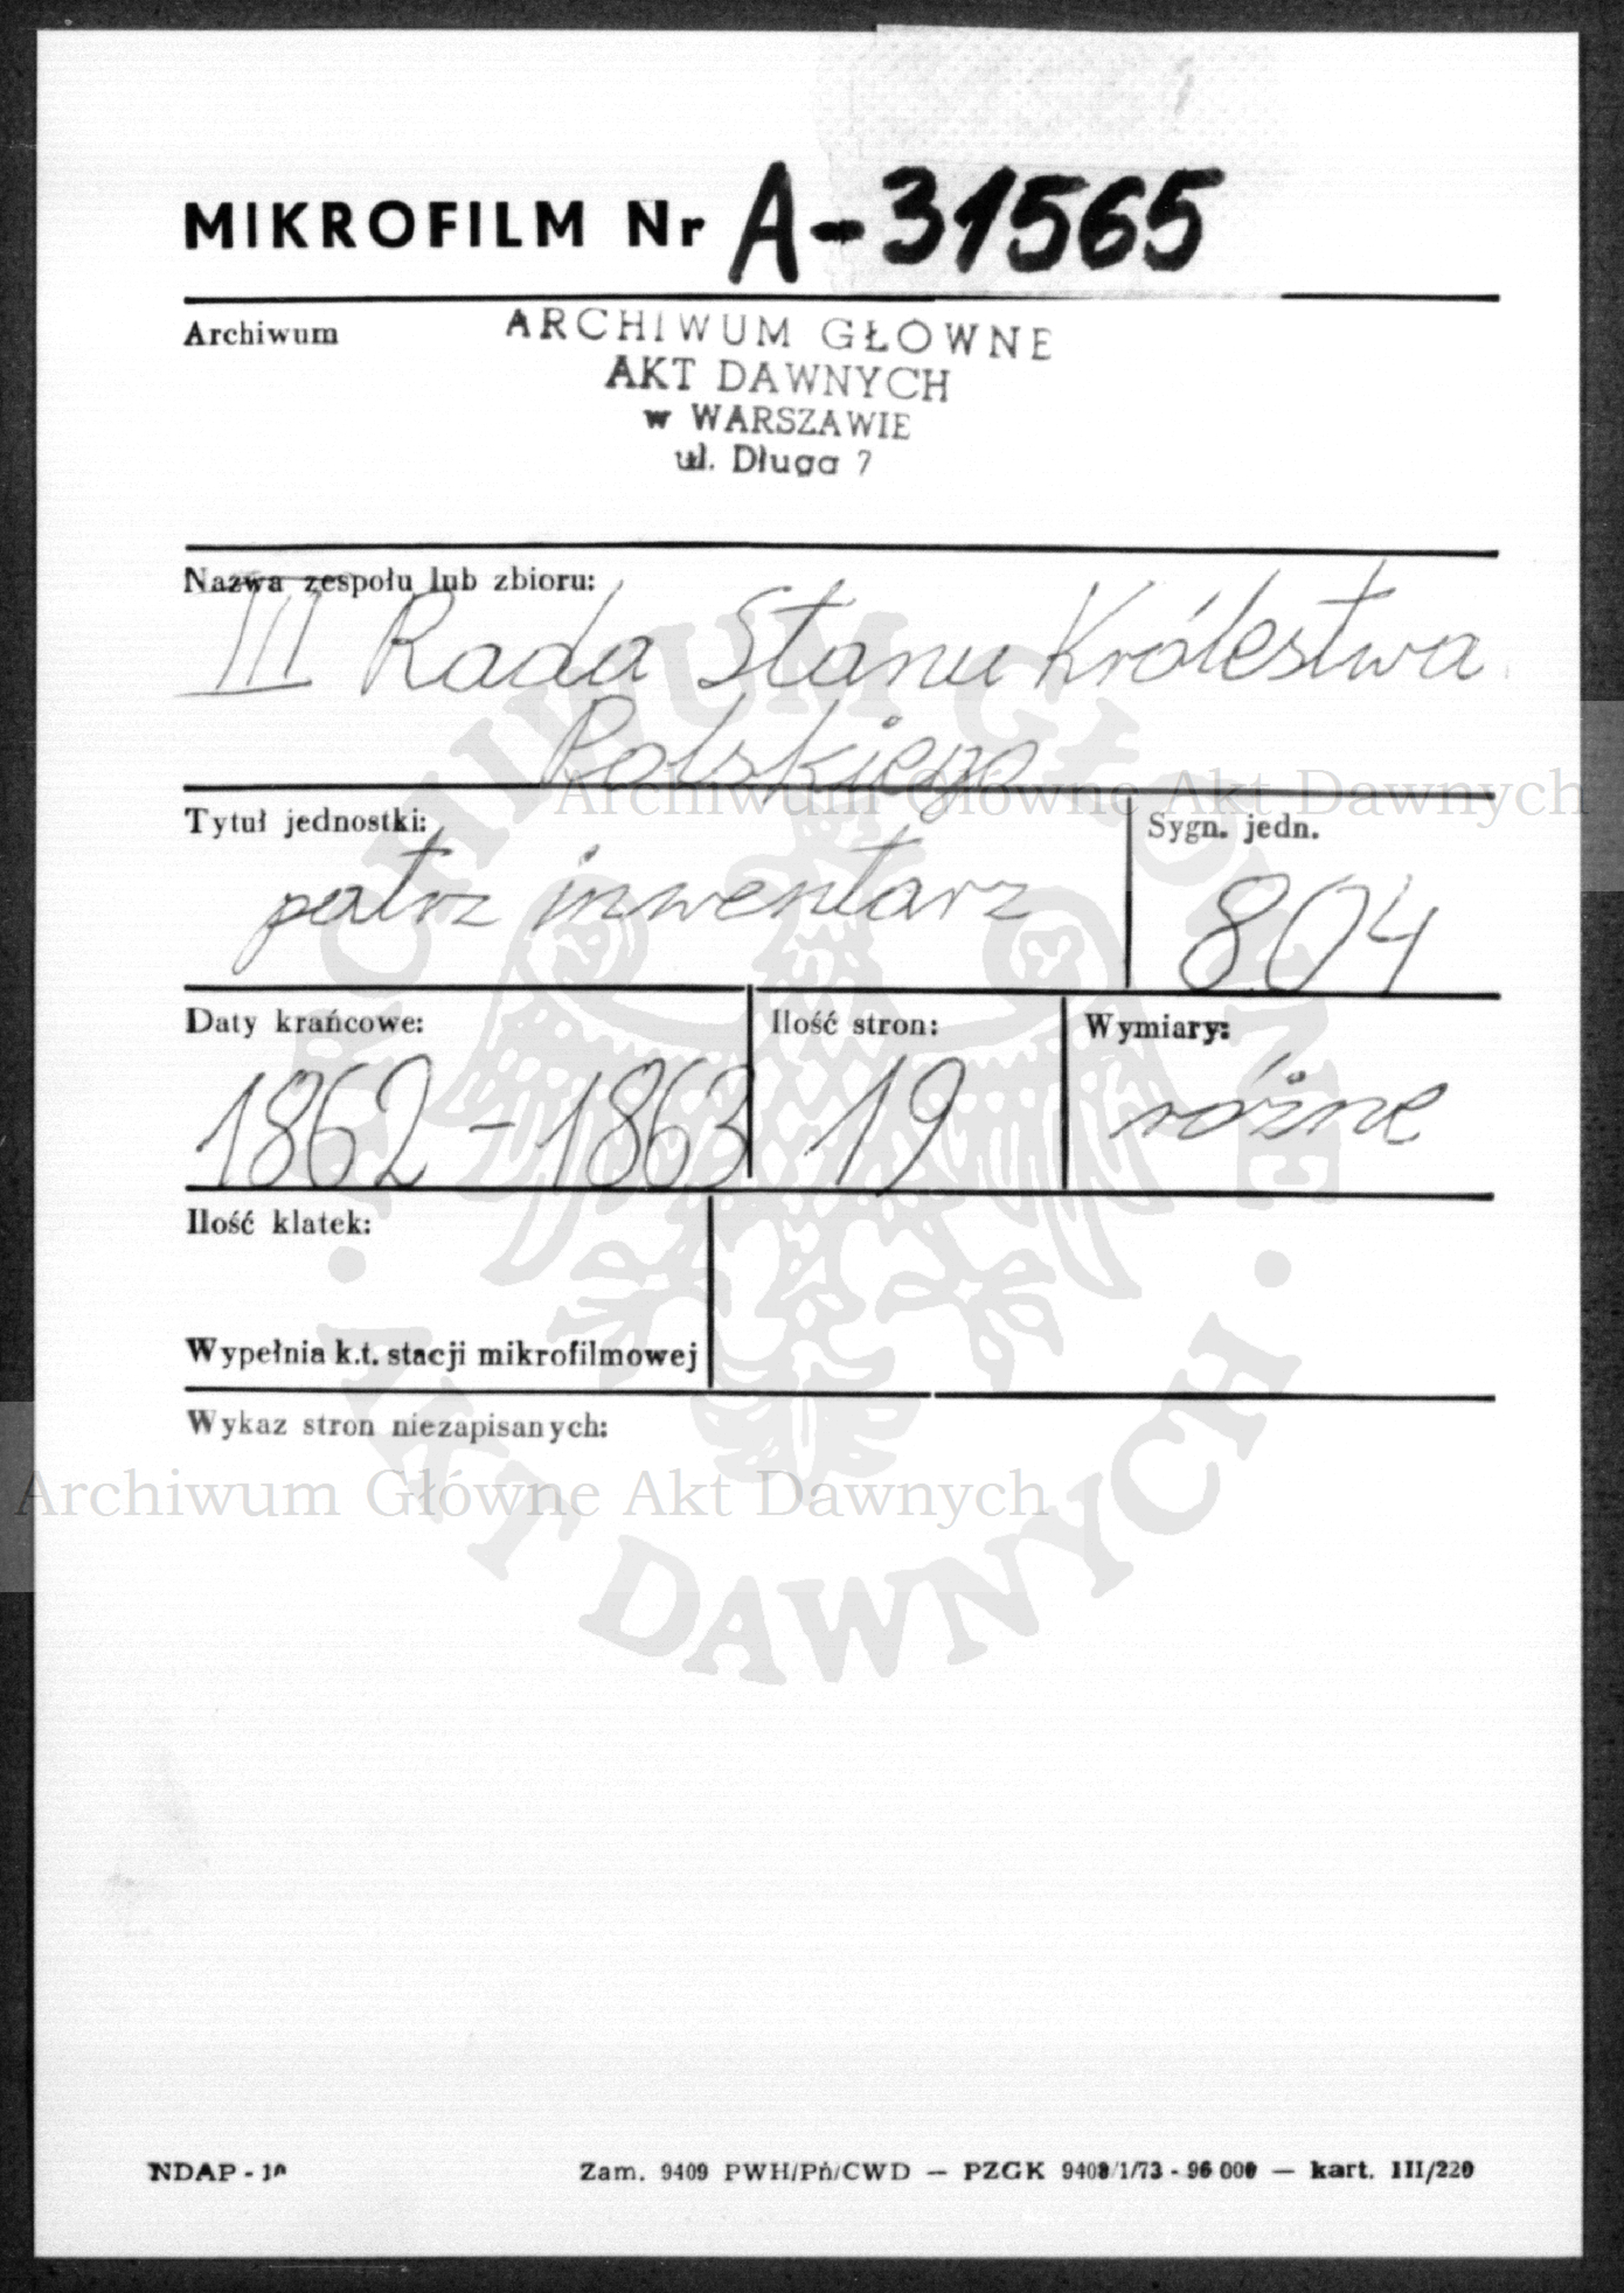 MIKROFILM Nr A-31565
Archiwum
ARCHIWUM GŁOWNE
AKT DAWNYCH
w WARSZAWIE
ul. Długa 7
Nazwa zespołu lub zbioru:
III Rada Stanu Królestwa
Polskiego
Archiwum Główne Akt Dawnych
Tytuł jednostki:
patrz inwentarz
Sygn. jedn.
804
Daty krańcowe:
1862-1863
Ilość stron:
19
Wymiary:
różne
Ilość klatek:
Wypełnia k.t. stacji mikrofilmowej
Wykaz stron niezapisanych:
Archiwum Główne Akt Dawnych
ARCHIWUM GŁÓWNE
· AKT DAWNYCH ·
NDAP-
Zam. 9409 PWH/Pń/CWD — PZGK 9408/1/73 - 96 000 — kart. III/220